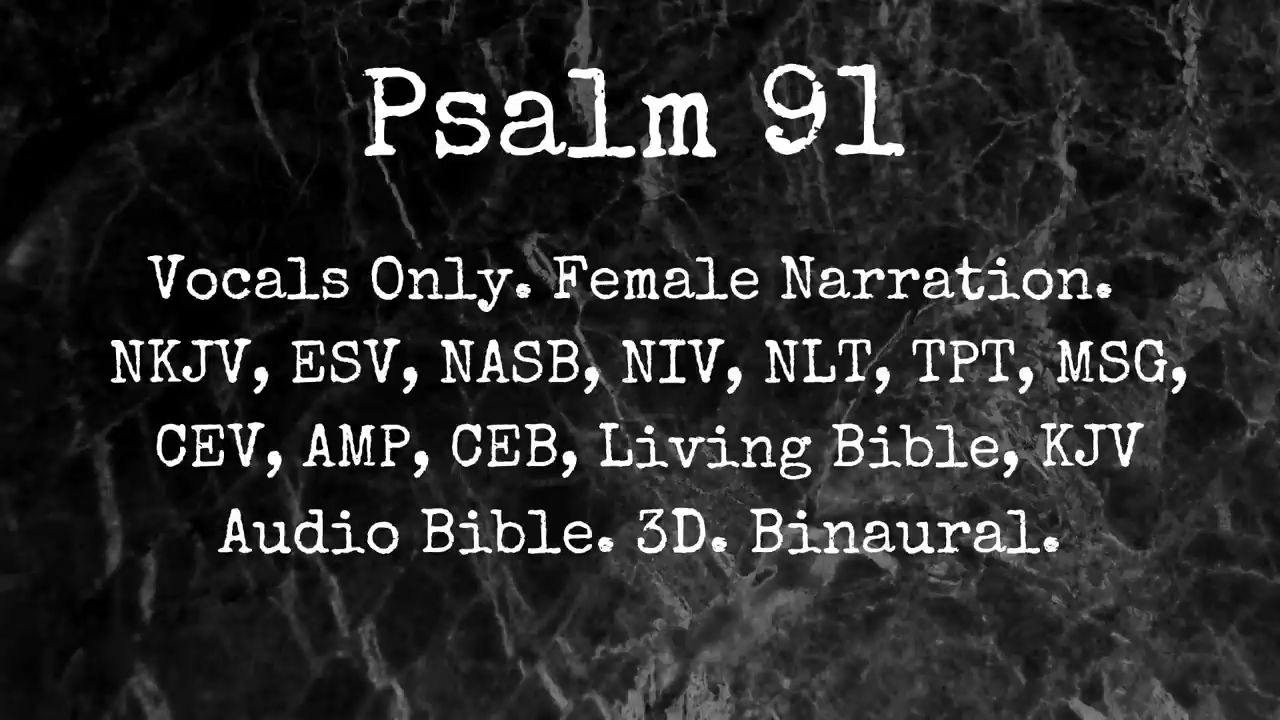 Psalm 91
Vocals Only. Female Narration.
NKJV, ESV, NASB, NIV, NLT, TPT, MSG,
CEV, AMP, CEB, Living Bible, KJV
Audio Bible. 3D. Binaural.